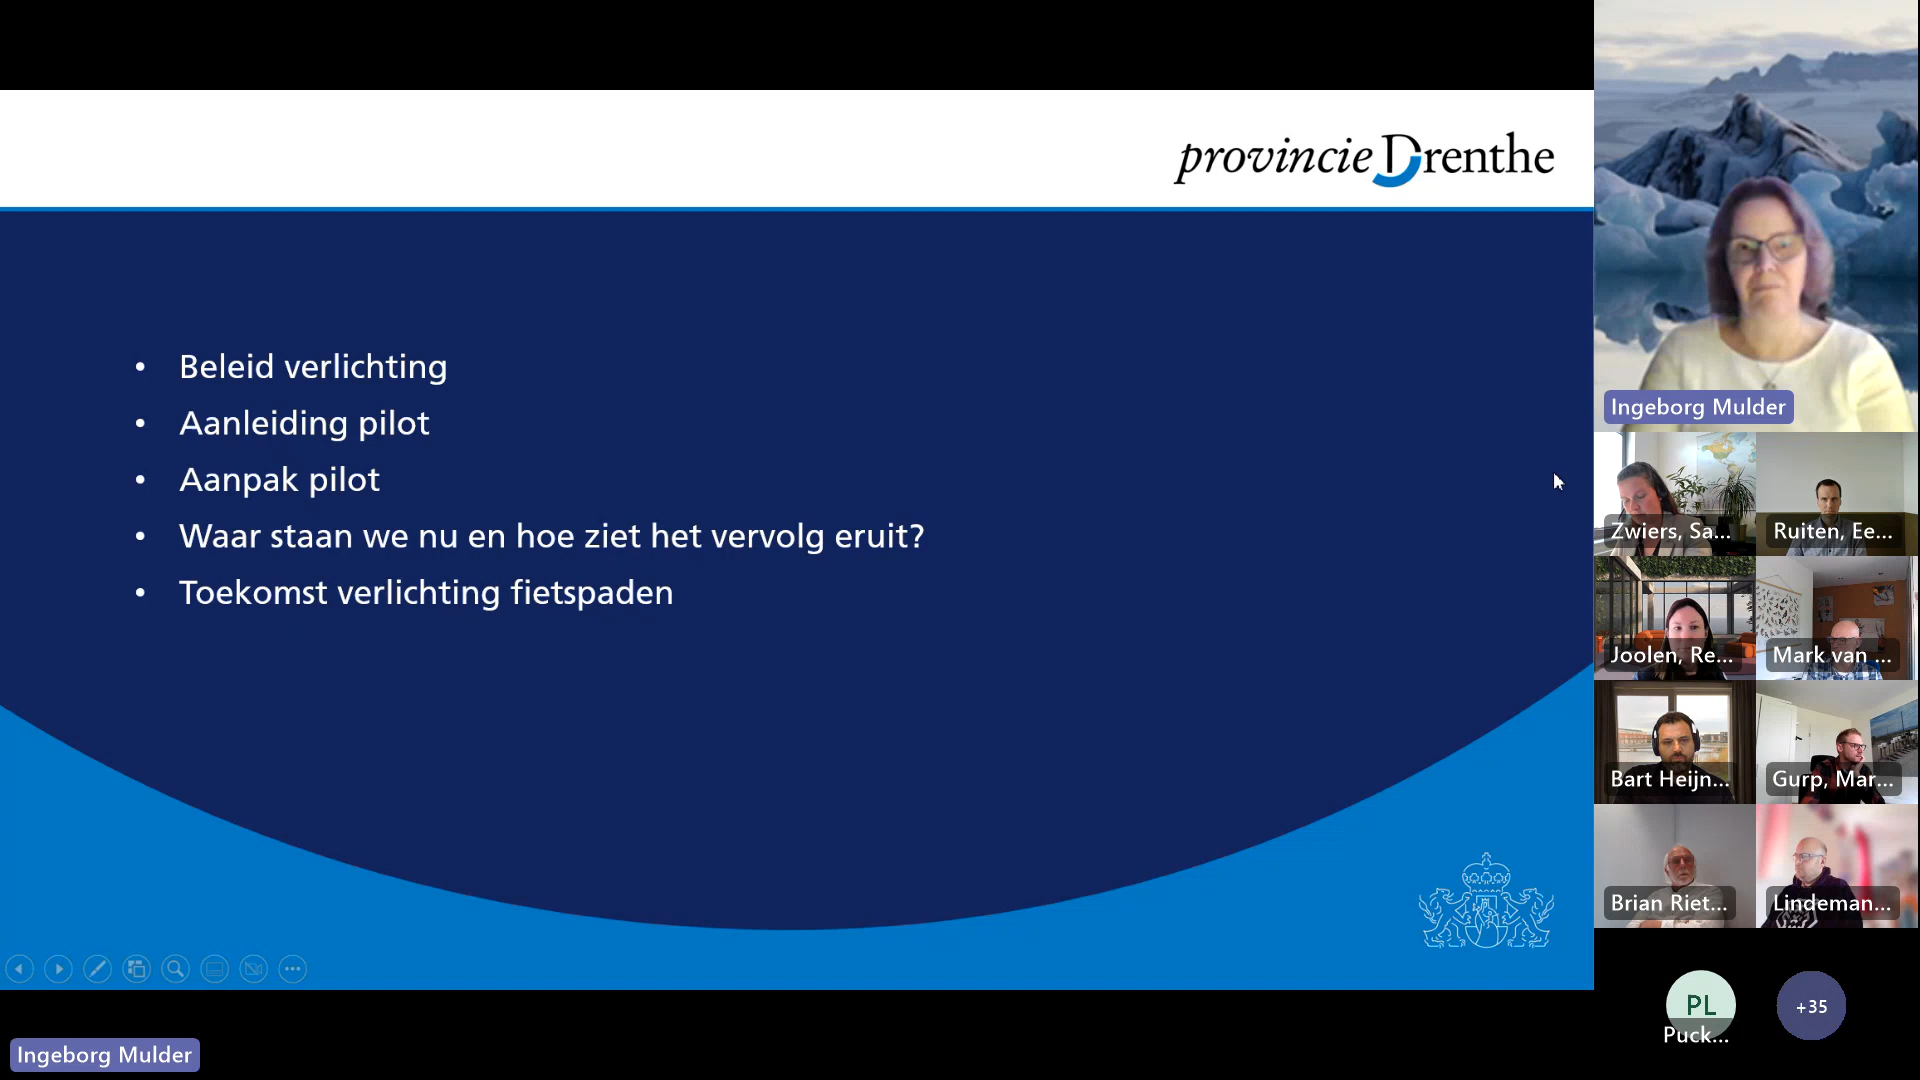 provincie Drenthe
• Beleid verlichting
• Aanleiding pilot
• Aanpak pilot
• Waar staan we nu en hoe ziet het vervolg eruit?
• Toekomst verlichting fietspaden
Ingeborg Mulder
Ingeborg Mulder
Zwiers, Sa...
Ruiten, Ee...
Joolen, Re...
Mark van ...
Bart Heijn...
Gurp, Mar...
Brian Riet...
Lindeman...
PL
Puck...
+35